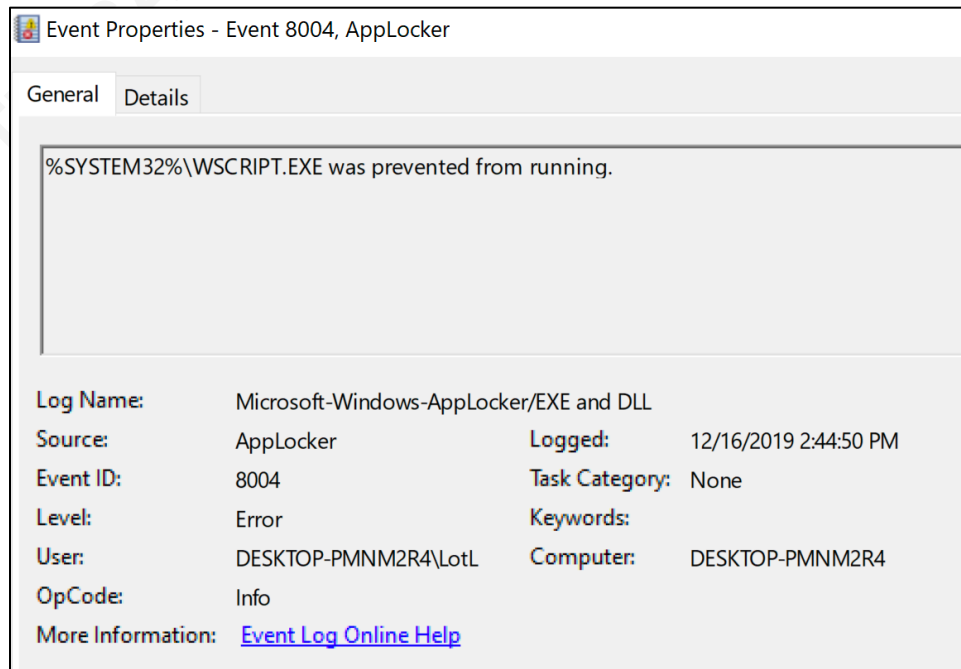 Event Properties - Event 8004, AppLocker
General Details
%SYSTEM32%\WSCRIPT.EXE was prevented from running.
Log Name: Microsoft-Windows-AppLocker/EXE and DLL
Source: AppLocker Logged: 12/16/2019 2:44:50 PM
Event ID: 8004 Task Category: None
Level: Error Keywords:
User: DESKTOP-PMNM2R4\LotL Computer: DESKTOP-PMNM2R4
OpCode: Info
More Information: Event Log Online Help